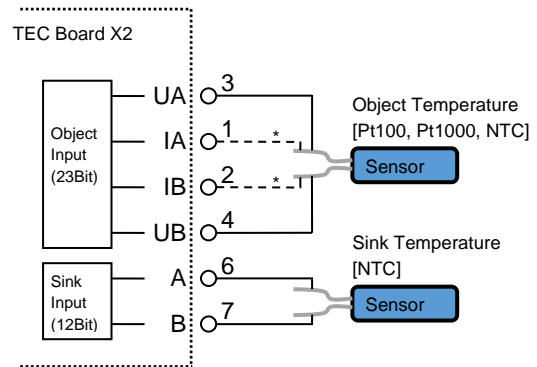 TEC Board X2
UA 3
Object Temperature
[Pt100, Pt1000, NTC]
Object
Input
(23Bit)
IA 1 *
IB 2 *
Sensor
UB 4
Sink Temperature
[NTC]
Sink
Input
(12Bit)
A 6
B 7
Sensor